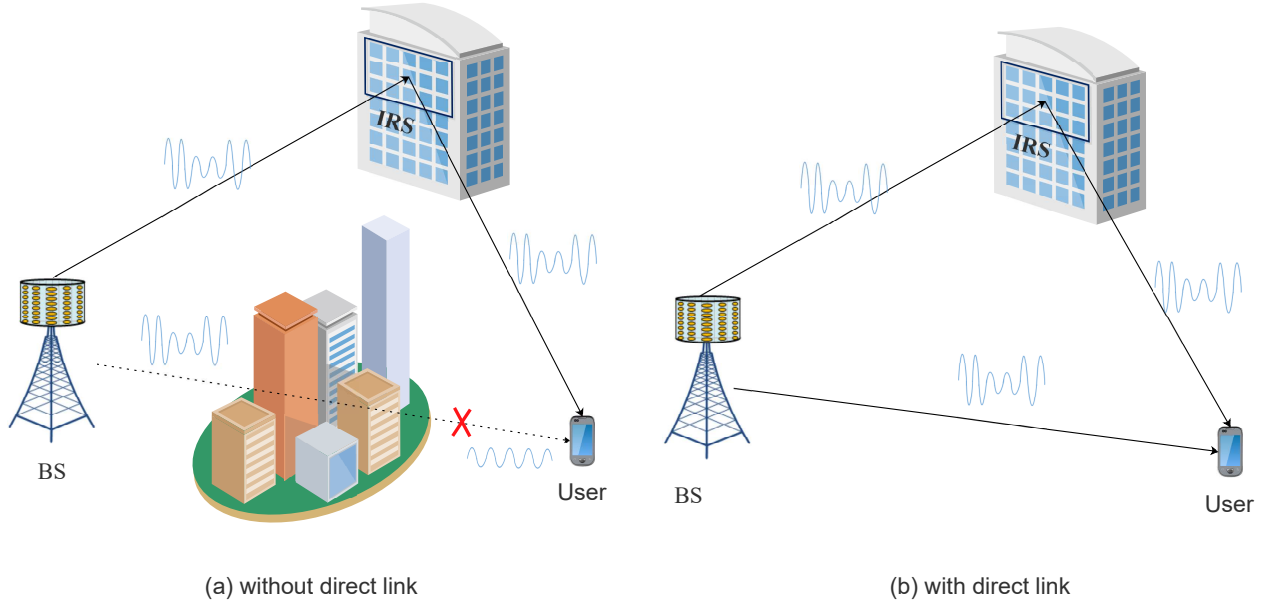 IRS
BS
User
(a) without direct link
IRS
BS
User
(b) with direct link